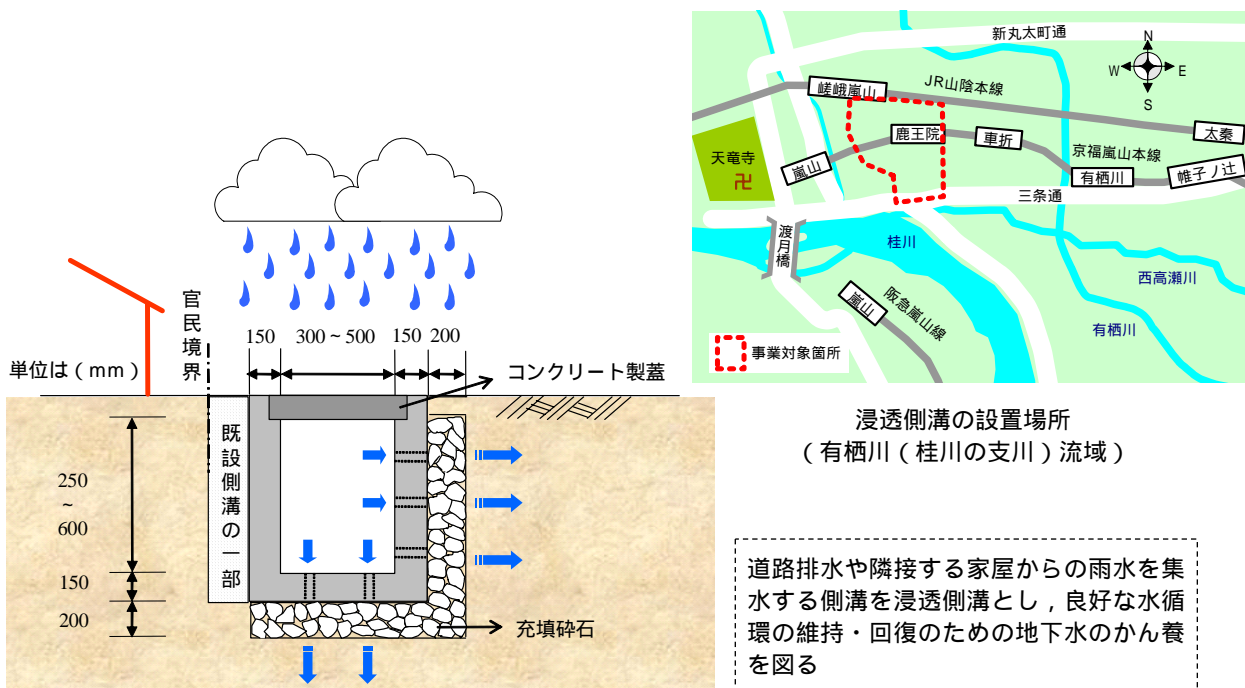 単位は（mm）
官民境界
150
300～500
150
200
コンクリート製蓋
既設側溝の一部
250
～
600
150
200
充填砕石
新丸太町通
N
W
E
S
JR山陰本線
嵯峨嵐山
太秦
鹿王院
車折
京福嵐山本線
天竜寺
卍
嵐山
有栖川
帷子ノ辻
三条通
渡月橋
桂川
西高瀬川
嵐山
阪急嵐山線
有栖川
事業対象箇所
浸透側溝の設置場所
（有栖川（桂川の支川）流域）
道路排水や隣接する家屋からの雨水を集
水する側溝を浸透側溝とし，良好な水循
環の維持・回復のための地下水のかん養
を図る